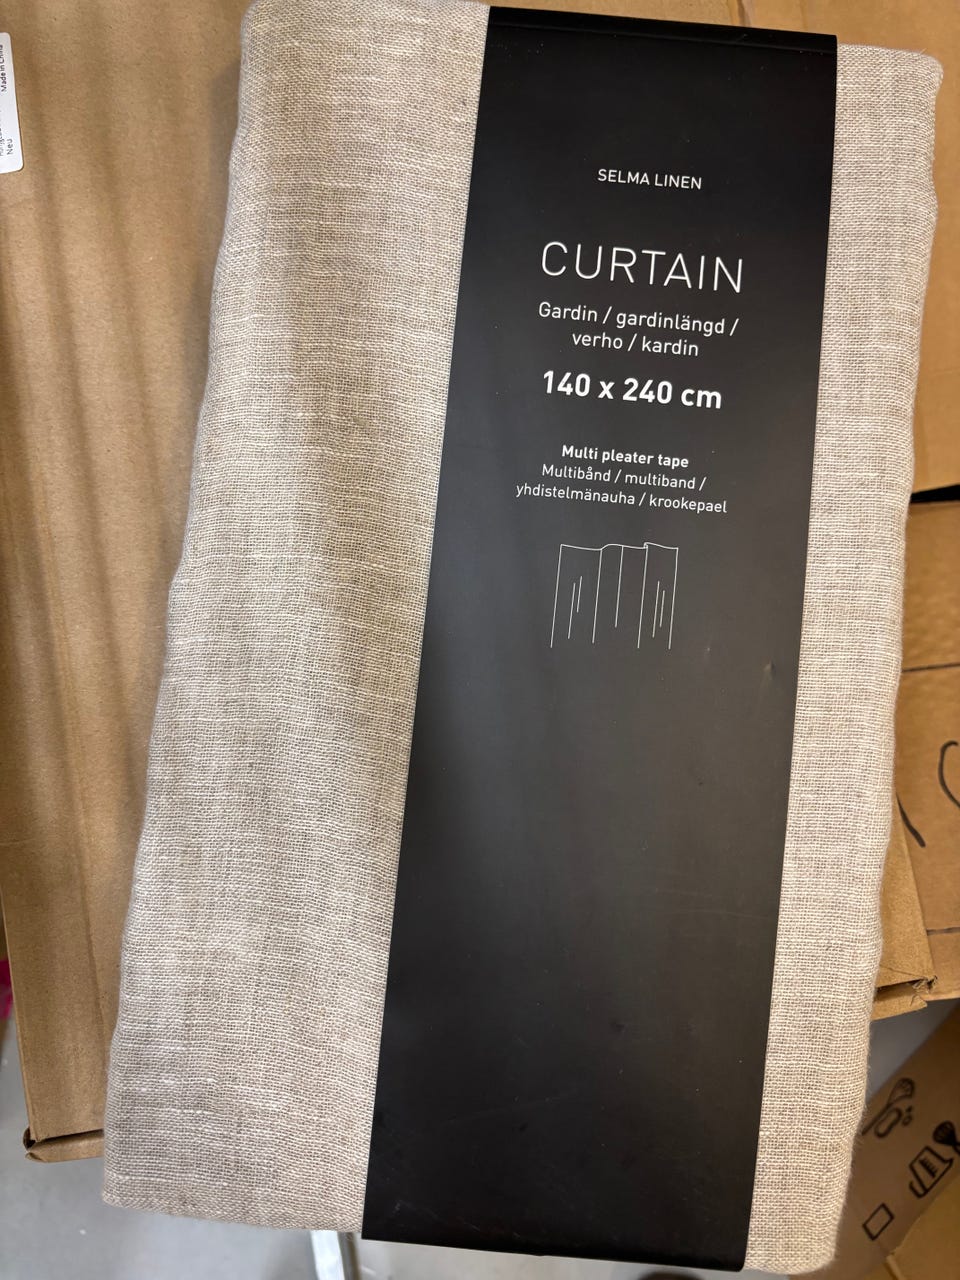 SELMA LINEN
CURTAIN
Gardin / gardinlängd /
verho / kardin
140 x 240 cm
Multi pleater tape
Multibånd / multiband /
yhdistelmänauha / krookepael
Made in China
Neu